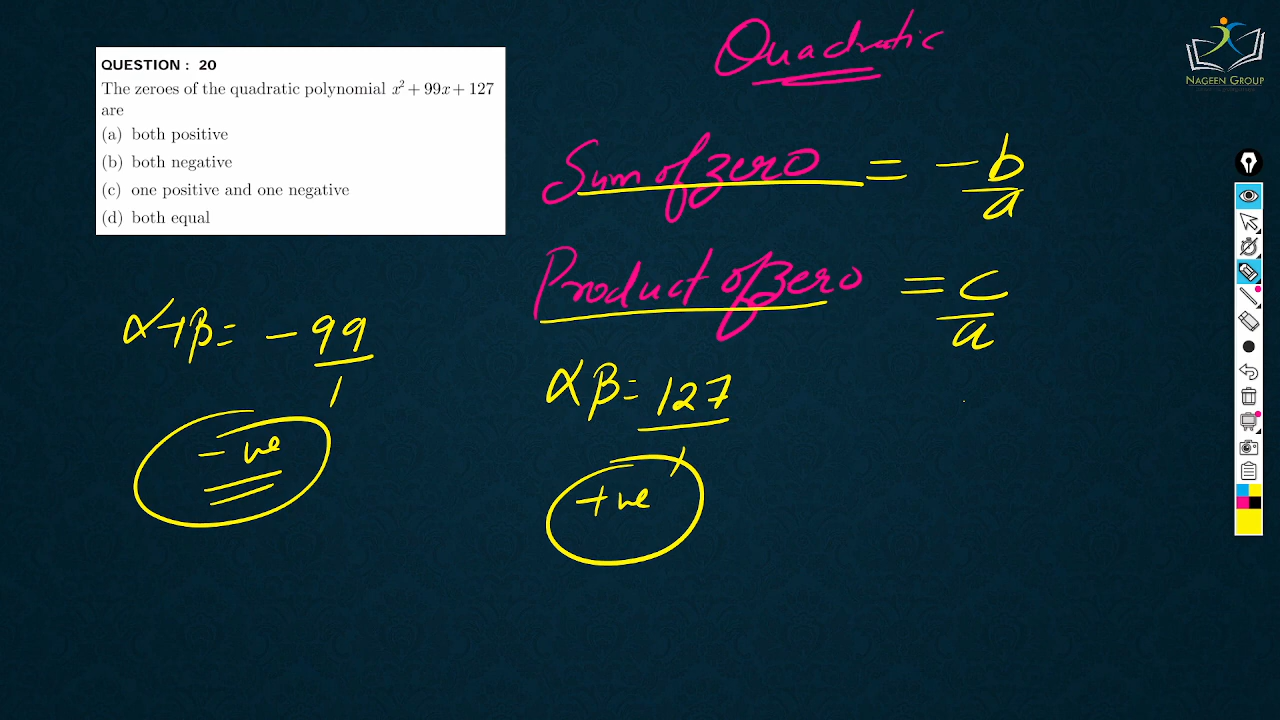 Quadratic
NAGEEN GROUP
QUESTION : 20
The zeroes of the quadratic polynomial x² + 99x + 127
are
(a) both positive
(b) both negative
(c) one positive and one negative
(d) both equal
Sum of zero = -b/a
Product of zero = c/a
α+β = -99/1
-ve
αβ = 127/1
+ve